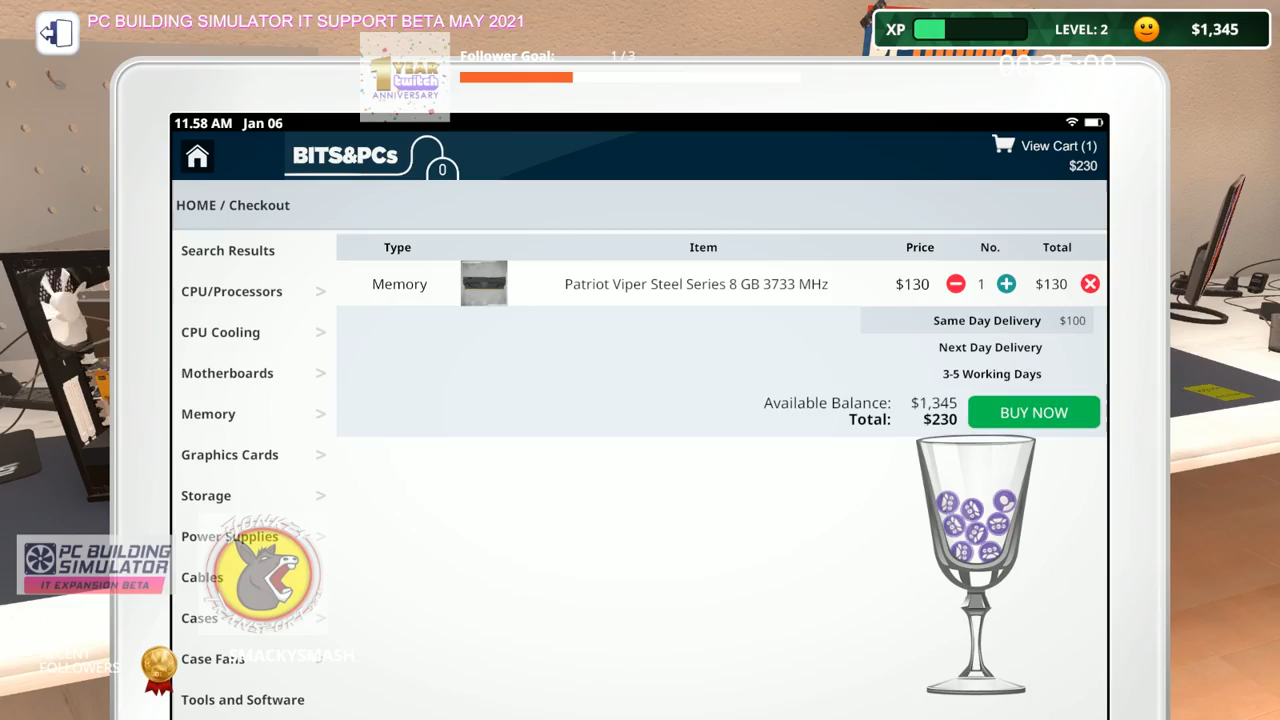 PC BUILDING SIMULATOR IT SUPPORT BETA MAY 2021
XP
LEVEL: 2
$1,345
Follower Goal:
1 / 3
1 YEAR
twitch
ANNIVERSARY
11.58 AM Jan 06
BITS&PCs
0
View Cart (1)
$230
HOME / Checkout
Search Results
CPU/Processors >
CPU Cooling >
Motherboards >
Memory >
Graphics Cards >
Storage >
Power Supplies >
Cables
Cases >
Case Fans
Tools and Software
Type Item Price No. Total
Memory Patriot Viper Steel Series 8 GB 3733 MHz $130 1 $130
Same Day Delivery $100
Next Day Delivery
3-5 Working Days
Available Balance: $1,345
Total: $230
BUY NOW
PC BUILDING
SIMULATOR
IT EXPANSION BETA
RECENT
FOLLOWERS
SMACKYSMASH